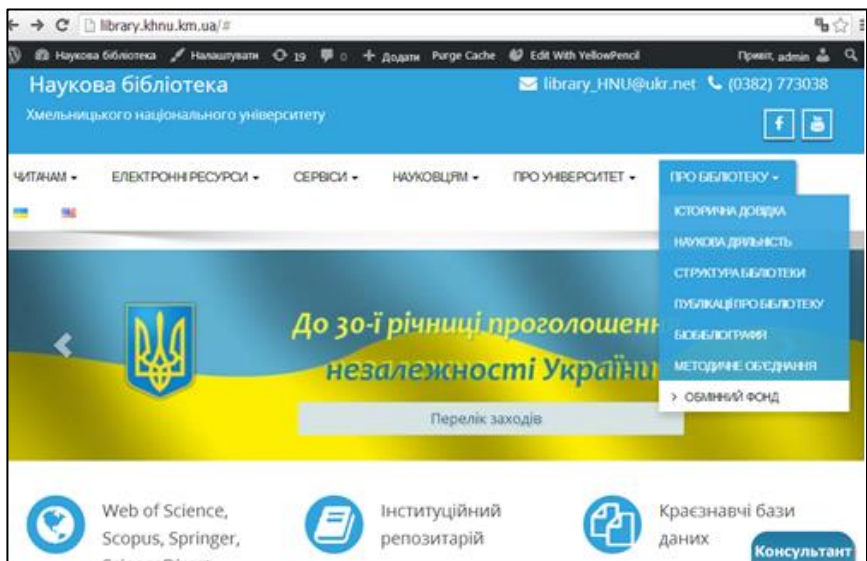 library.khnu.km.ua/#
Наукова бібліотека Налаштувати 19 0 + Додати Purge Cache Edit With YellowPencil Привіт, admin
Наукова бібліотека library_HNU@ukr.net (0382) 773038
Хмельницького національного університету
ЧИТАЧАМ ЕЛЕКТРОННІ РЕСУРСИ СЕРВІСИ НАУКОВЦЯМ ПРО УНІВЕРСИТЕТ ПРО БІБЛІОТЕКУ
ІСТОРИЧНА ДОВІДКА
НАУКОВА ДІЯЛЬНІСТЬ
СТРУКТУРА БІБЛІОТЕКИ
ПУБЛІКАЦІЇ ПРО БІБЛІОТЕКУ
БІОБІБЛІОГРАФІЯ
МЕТОДИЧНЕ ОБ'ЄДНАННЯ
> ОБМІННИЙ ФОНД
До 30-ї річниці проголошенн
незалежності України
Перелік заходів
Web of Science,
Scopus, Springer,
Інституційний
репозитарій
Краєзнавчі бази
даних
Консультант